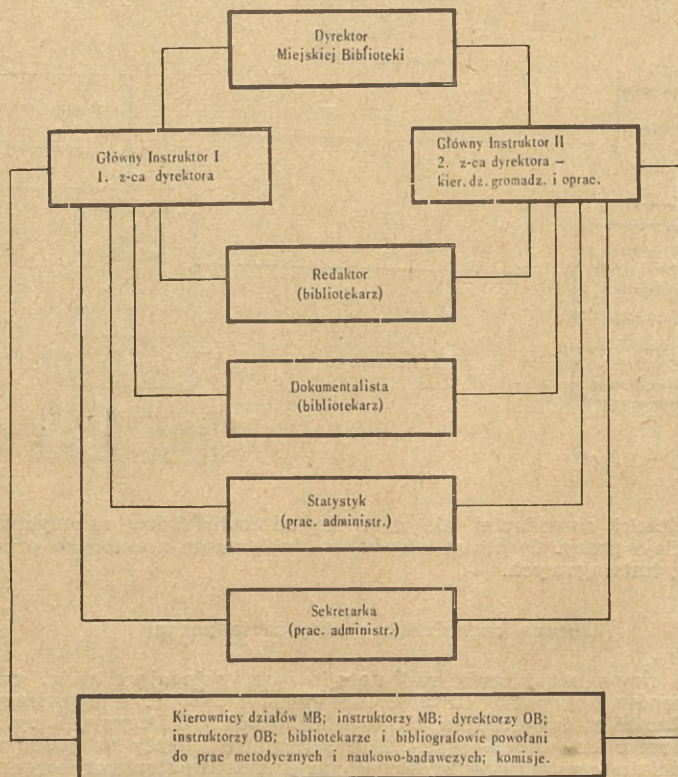 Dyrektor
Miejskiej Biblioteki
Główny Instruktor I
1. z-ca dyrektora
Główny Instruktor II
2. z-ca dyrektora –
kier. dz. gromadz. i oprac.
Redaktor
(bibliotekarz)
Dokumentalista
(bibliotekarz)
Statystyk
(prac. administr.)
Sekretarka
(prac. administr.)
Kierownicy działów MB; instruktorzy MB; dyrektorzy OB;
instruktorzy OB; bibliotekarze i bibliografowie powołani
do prac metodycznych i naukowo-badawczych; komisje.